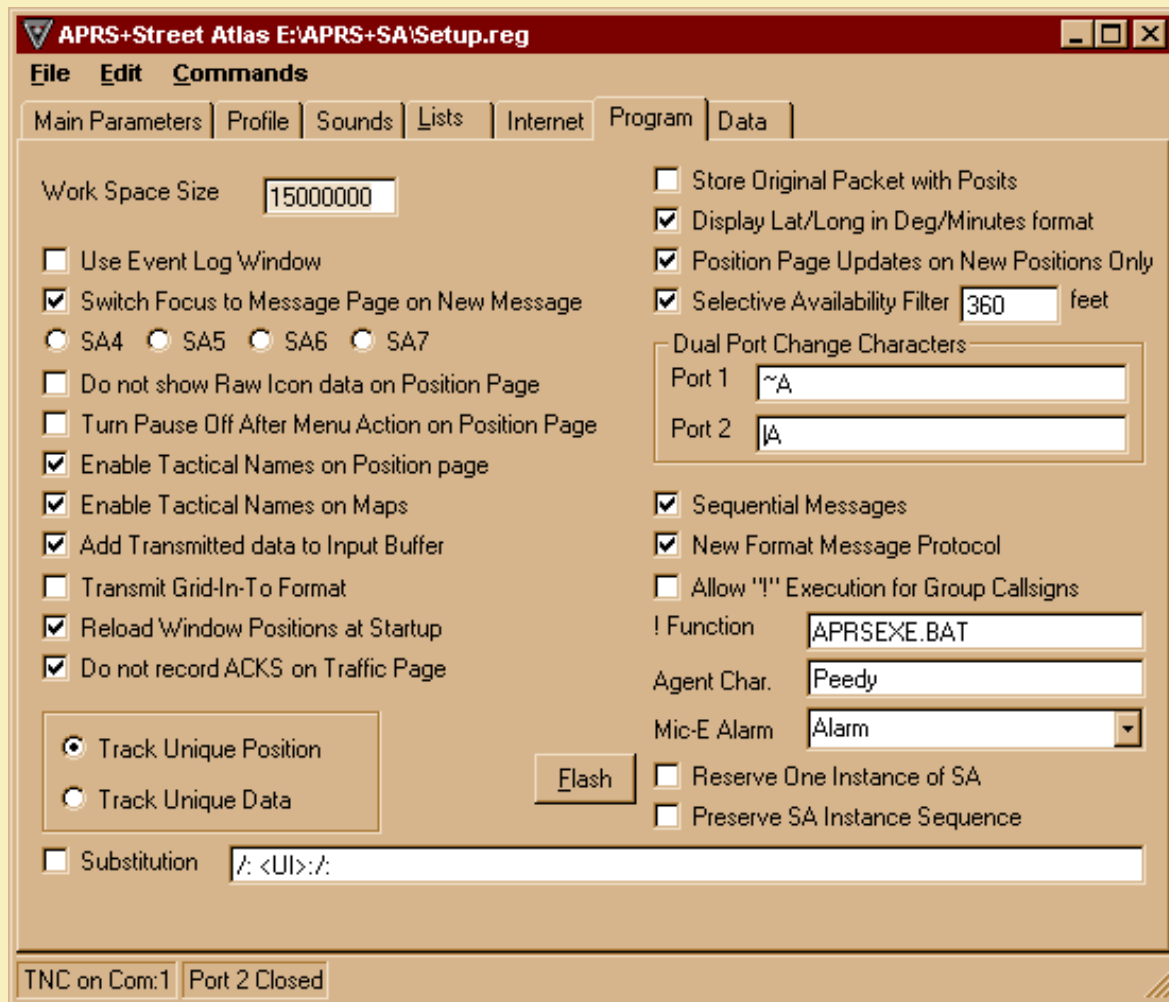 APRS+Street Atlas E:\APRS+SA\Setup.reg
File Edit Commands
Main Parameters Profile Sounds Lists Internet Program Data
Work Space Size 15000000
Use Event Log Window
Switch Focus to Message Page on New Message
SA4 SA5 SA6 SA7
Do not show Raw Icon data on Position Page
Turn Pause Off After Menu Action on Position Page
Enable Tactical Names on Position page
Enable Tactical Names on Maps
Add Transmitted data to Input Buffer
Transmit Grid-In-To Format
Reload Window Positions at Startup
Do not record ACKS on Traffic Page
Track Unique Position
Track Unique Data
Flash
Store Original Packet with Posits
Display Lat/Long in Deg/Minutes format
Position Page Updates on New Positions Only
Selective Availability Filter 360 feet
Dual Port Change Characters
Port 1 ~A
Port 2 |A
Sequential Messages
New Format Message Protocol
Allow "!" Execution for Group Callsigns
! Function APRSEXE.BAT
Agent Char. Peedy
Mic-E Alarm Alarm
Reserve One Instance of SA
Preserve SA Instance Sequence
Substitution /: <UI>:/:
TNC on Com:1 Port 2 Closed